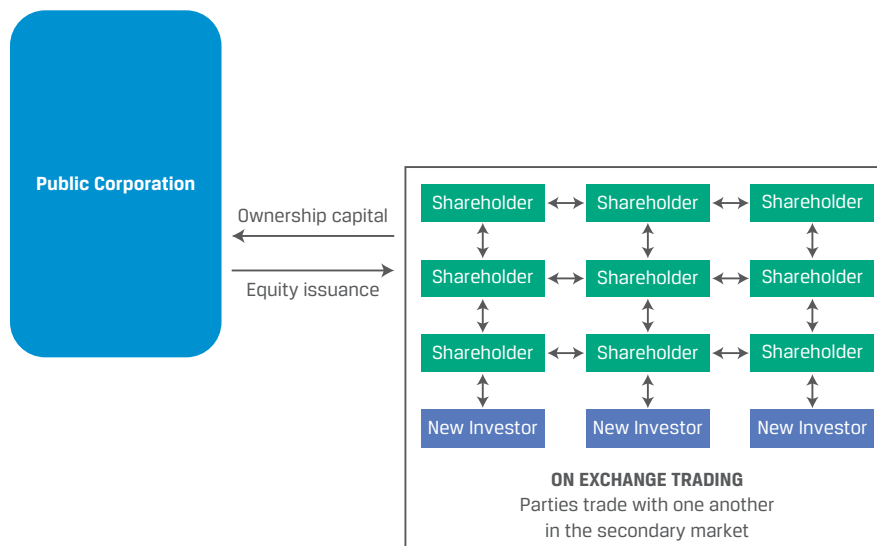 Public Corporation
Ownership capital
Equity issuance
Shareholder
Shareholder
Shareholder
Shareholder
Shareholder
Shareholder
Shareholder
Shareholder
Shareholder
New Investor
New Investor
New Investor
ON EXCHANGE TRADING
Parties trade with one another
in the secondary market